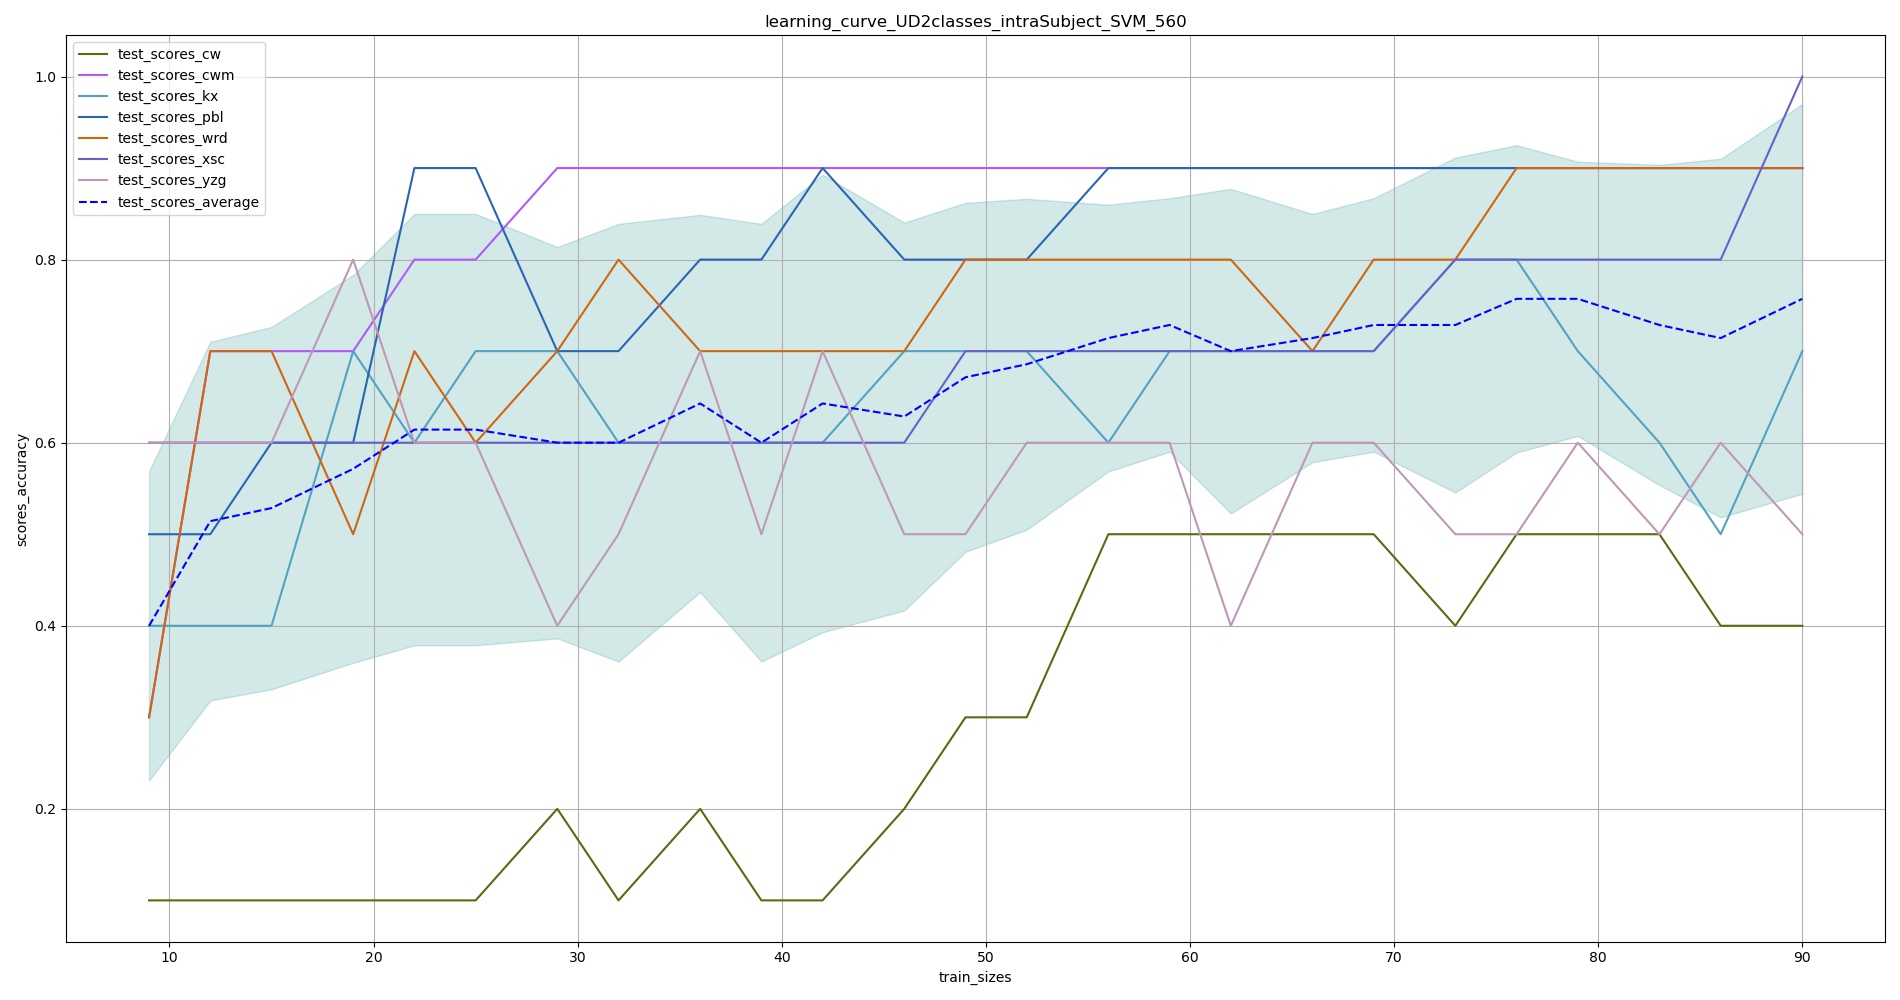 learning_curve_UD2classes_intraSubject_SVM_560
test_scores_cw
test_scores_cwm
test_scores_kx
test_scores_pbl
test_scores_wrd
test_scores_xsc
test_scores_yzg
test_scores_average
scores_accuracy
1.0
0.8
0.6
0.4
0.2
10 20 30 40 50 60 70 80 90
train_sizes